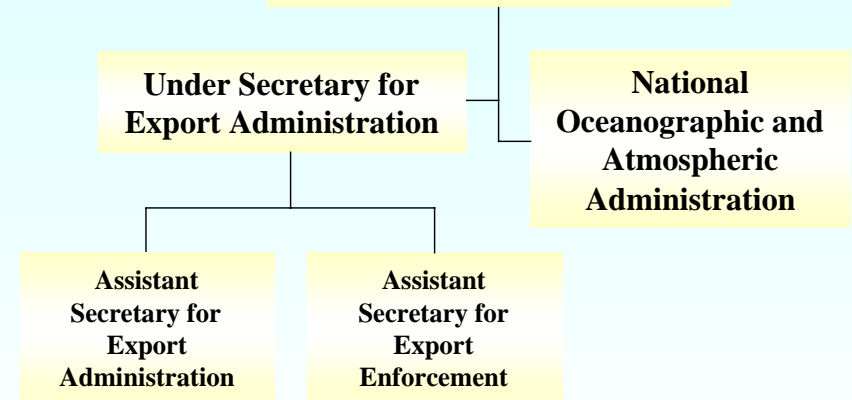 Under Secretary for
Export Administration
National
Oceanographic and
Atmospheric
Administration
Assistant
Secretary for
Export
Administration
Assistant
Secretary for
Export
Enforcement